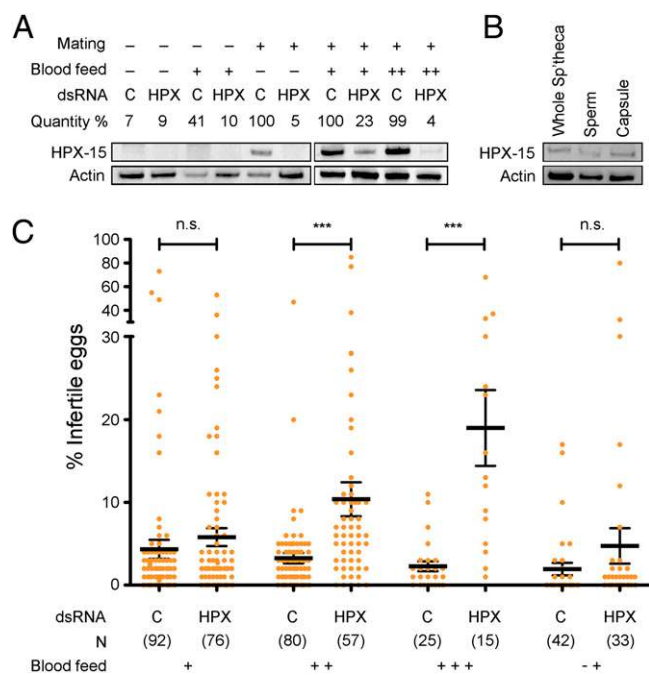 A
Mating – – – – + + + + + +
Blood feed – – + + – – + + ++ ++
dsRNA C HPX C HPX C HPX C HPX C HPX
Quantity % 7 9 41 10 100 5 100 23 99 4
HPX-15
Actin
B
Whole Sp'theca
Sperm
Capsule
HPX-15
Actin
C
n.s. *** *** n.s.
% Infertile eggs
100
80
60
40
30
20
10
0
dsRNA C HPX C HPX C HPX C HPX
N (92) (76) (80) (57) (25) (15) (42) (33)
Blood feed + + + + + + - +